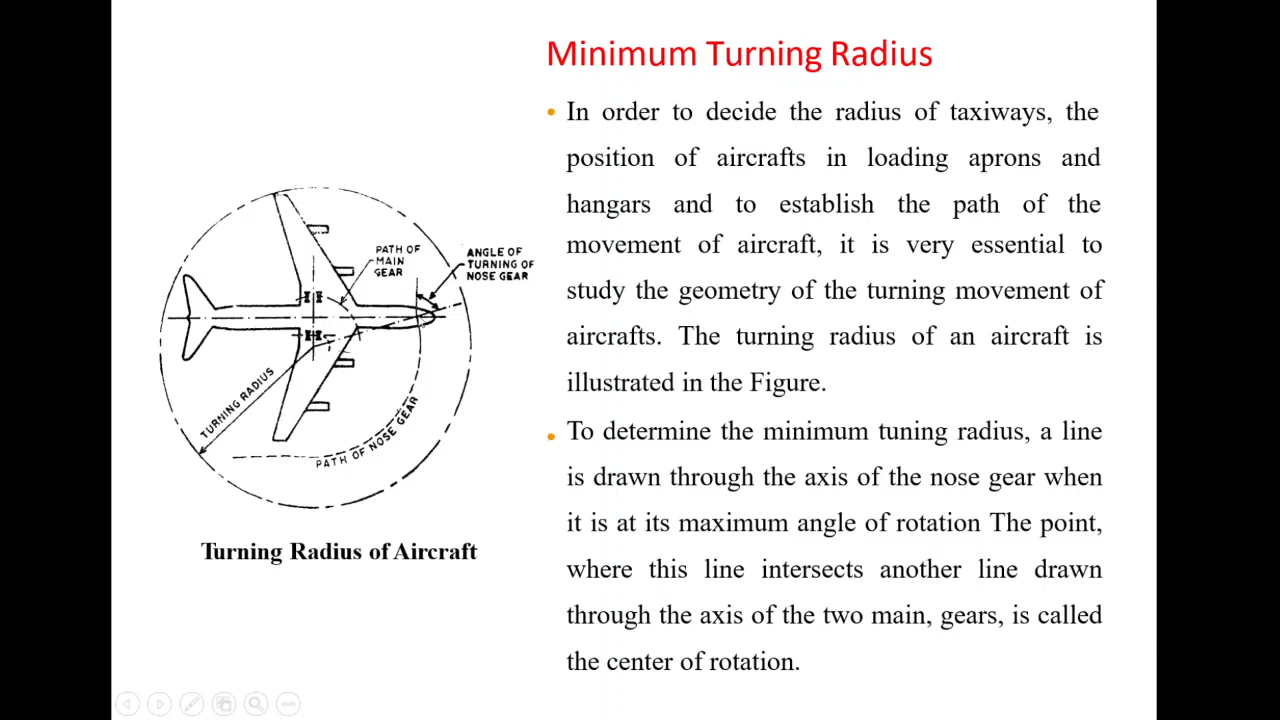 Minimum Turning Radius
• In order to decide the radius of taxiways, the
position of aircrafts in loading aprons and
hangars and to establish the path of the
movement of aircraft, it is very essential to
study the geometry of the turning movement of
aircrafts. The turning radius of an aircraft is
illustrated in the Figure.
• To determine the minimum tuning radius, a line
is drawn through the axis of the nose gear when
it is at its maximum angle of rotation The point,
where this line intersects another line drawn
through the axis of the two main, gears, is called
the center of rotation.
PATH OF
MAIN
GEAR
ANGLE OF
TURNING OF
NOSE GEAR
TURNING RADIUS
PATH OF NOSE GEAR
Turning Radius of Aircraft